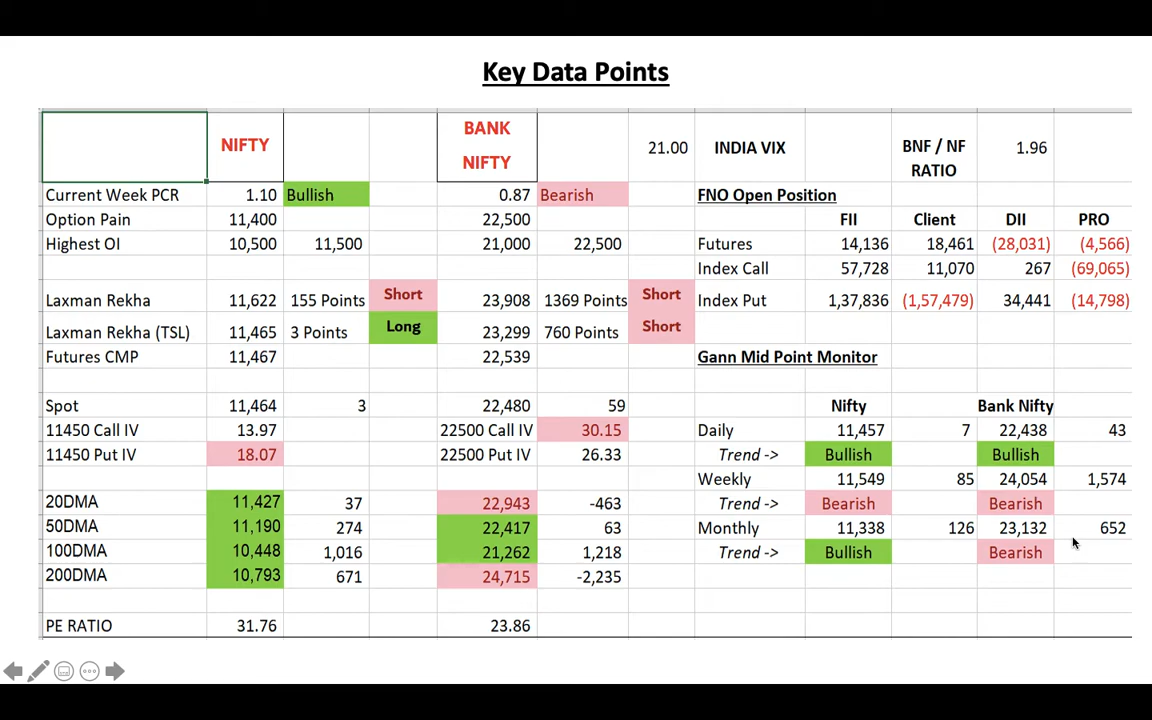 Key Data Points
NIFTY BANK NIFTY 21.00 INDIA VIX BNF / NF RATIO 1.96
Current Week PCR 1.10 Bullish 0.87 Bearish FNO Open Position
Option Pain 11,400 22,500 FII Client DII PRO
Highest OI 10,500 11,500 21,000 22,500 Futures 14,136 18,461 (28,031) (4,566)
Index Call 57,728 11,070 267 (69,065)
Laxman Rekha 11,622 155 Points Short 23,908 1369 Points Short Index Put 1,37,836 (1,57,479) 34,441 (14,798)
Laxman Rekha (TSL) 11,465 3 Points Long 23,299 760 Points Short
Futures CMP 11,467 22,539 Gann Mid Point Monitor
Spot 11,464 3 22,480 59 Nifty Bank Nifty
11450 Call IV 13.97 22500 Call IV 30.15 Daily 11,457 7 22,438 43
11450 Put IV 18.07 22500 Put IV 26.33 Trend -> Bullish Bullish
Weekly 11,549 85 24,054 1,574
20DMA 11,427 37 22,943 -463 Trend -> Bearish Bearish
50DMA 11,190 274 22,417 63 Monthly 11,338 126 23,132 652
100DMA 10,448 1,016 21,262 1,218 Trend -> Bullish Bearish
200DMA 10,793 671 24,715 -2,235
PE RATIO 31.76 23.86